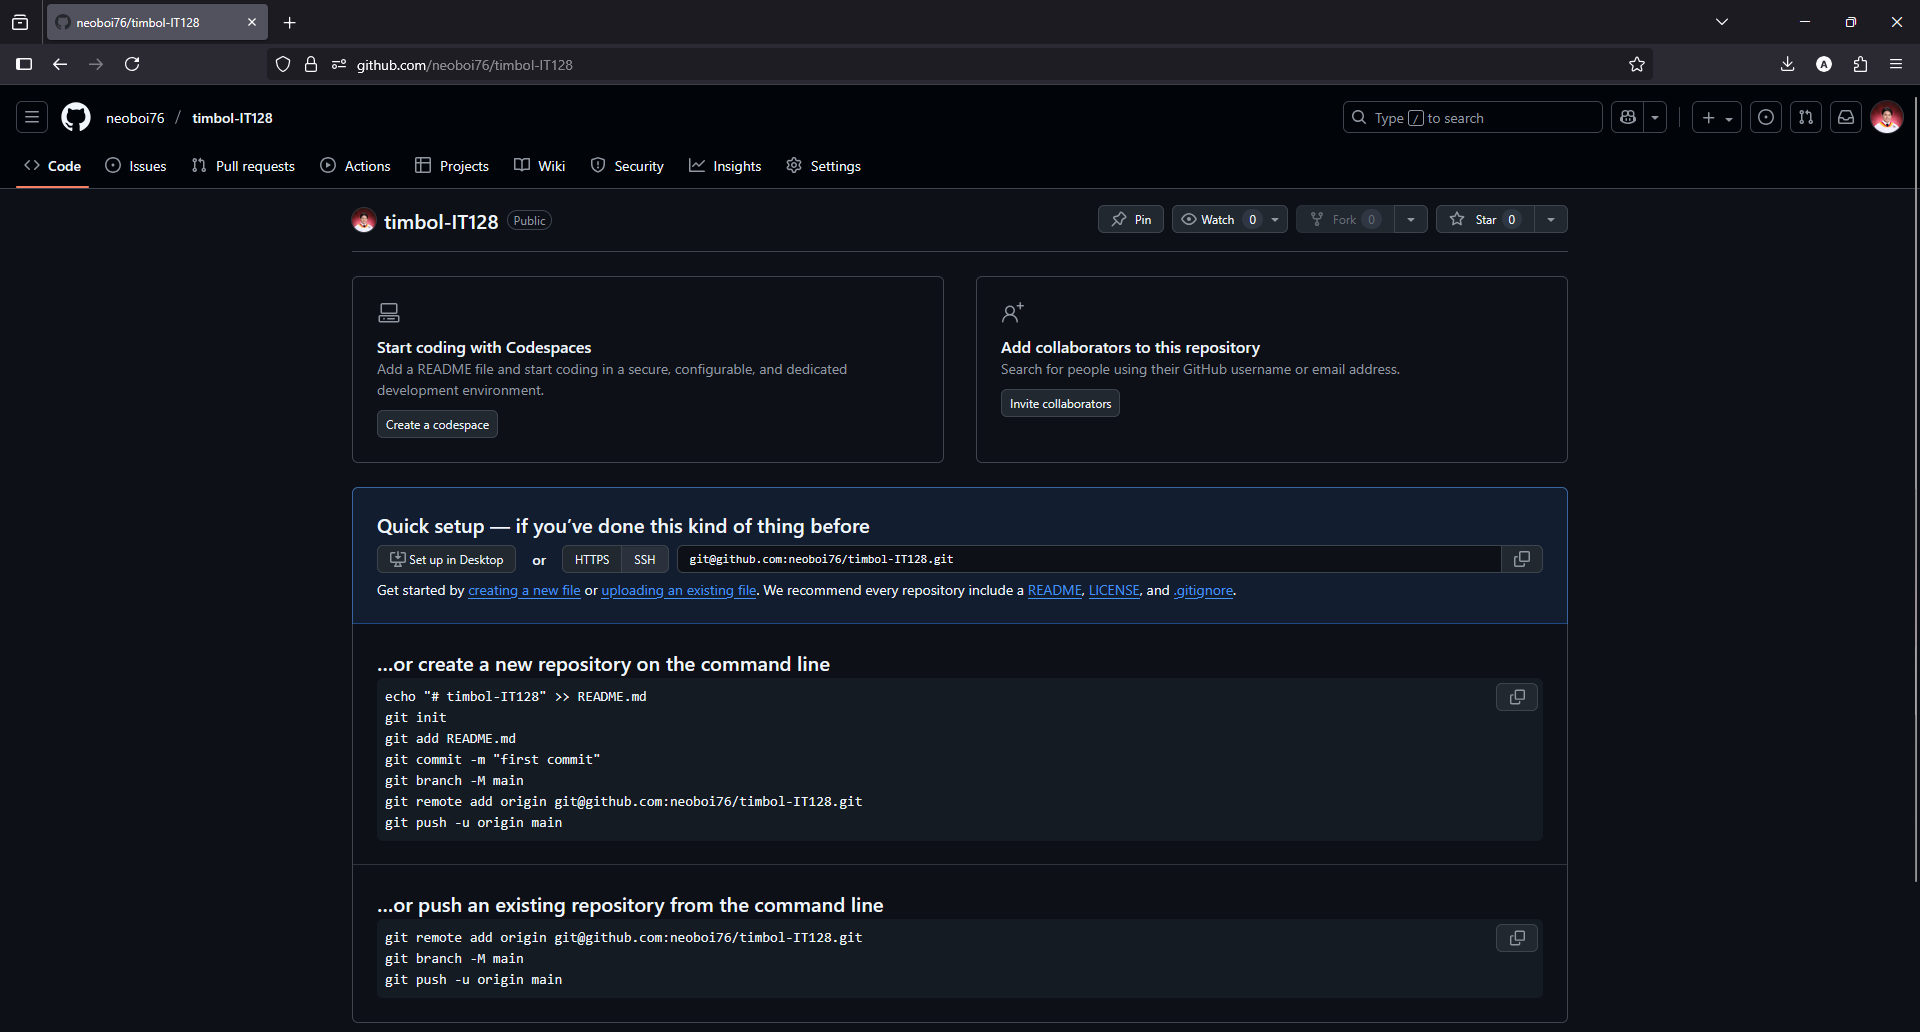 neoboi76/timbol-IT128
github.com/neoboi76/timbol-IT128
neoboi76 / timbol-IT128
Type / to search
Code Issues Pull requests Actions Projects Wiki Security Insights Settings
timbol-IT128 Public
Pin Watch 0 Fork 0 Star 0
Start coding with Codespaces
Add a README file and start coding in a secure, configurable, and dedicated
development environment.
Create a codespace
Add collaborators to this repository
Search for people using their GitHub username or email address.
Invite collaborators
Quick setup — if you've done this kind of thing before
Set up in Desktop or HTTPS SSH git@github.com:neoboi76/timbol-IT128.git
Get started by creating a new file or uploading an existing file. We recommend every repository include a README, LICENSE, and .gitignore.
...or create a new repository on the command line
echo "# timbol-IT128" >> README.md
git init
git add README.md
git commit -m "first commit"
git branch -M main
git remote add origin git@github.com:neoboi76/timbol-IT128.git
git push -u origin main
...or push an existing repository from the command line
git remote add origin git@github.com:neoboi76/timbol-IT128.git
git branch -M main
git push -u origin main